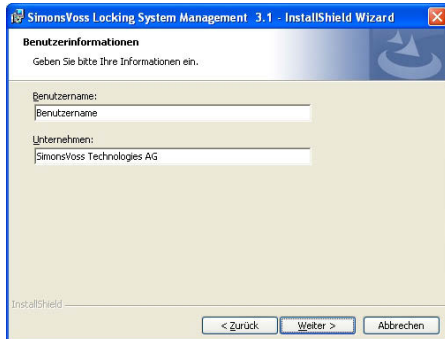 SimonsVoss Locking System Management 3.1 - InstallShield Wizard
Benutzerinformationen
Geben Sie bitte Ihre Informationen ein.
Benutzername:
Benutzername
Unternehmen:
SimonsVoss Technologies AG
InstallShield
< Zurück Weiter > Abbrechen